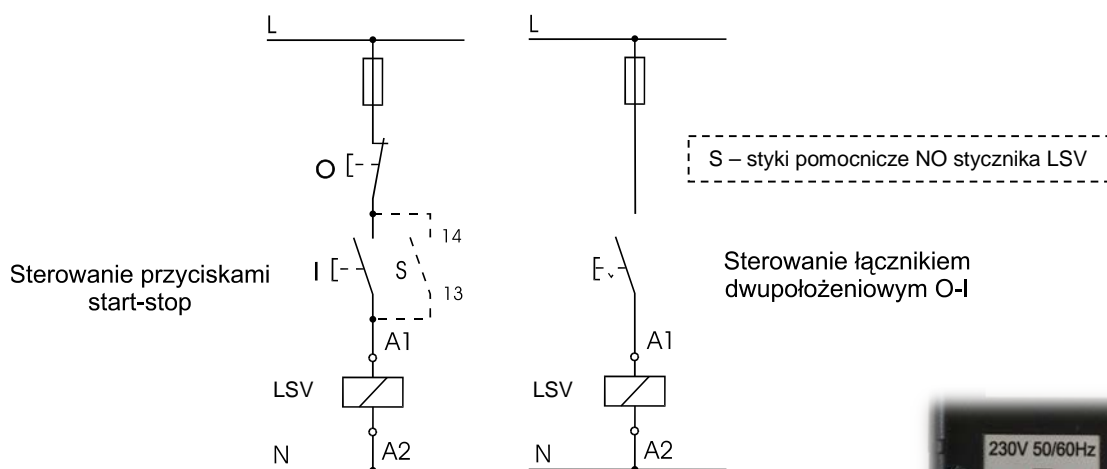 L
O
I
S
14
13
Sterowanie przyciskami
start-stop
A1
LSV
A2
N
L
S – styki pomocnicze NO stycznika LSV
Sterowanie łącznikiem
dwupołożeniowym O-I
A1
LSV
A2
N
230V 50/60Hz